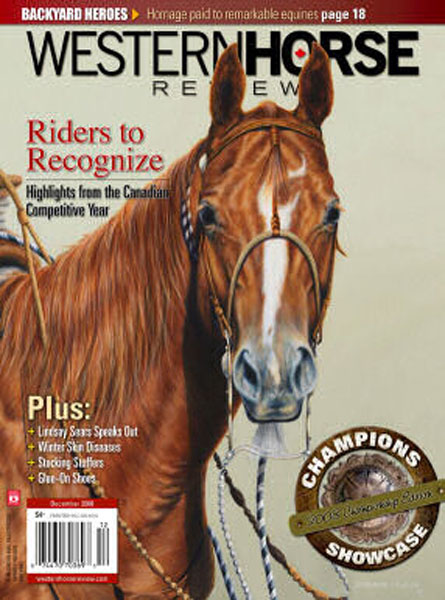 BACKYARD HEROES Homage paid to remarkable equines page 18
WESTERN HORSE
REVIEW
Riders to
Recognize
Highlights from the Canadian
Competitive Year
Plus:
+ Lindsay Sears Speaks Out
+ Winter Skin Diseases
+ Stocking Stuffers
+ Glue-On Shoes
December 2008
12
westernhorsereview.com
CHAMPIONS
SHOWCASE